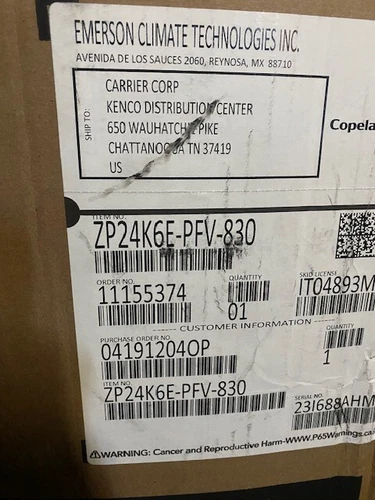 EMERSON CLIMATE TECHNOLOGIES INC.
AVENIDA DE LOS SAUCES 2060, REYNOSA, MX 88710
SHIP TO:
CARRIER CORP
KENCO DISTRIBUTION CENTER
650 WAUHATCHIE PIKE
CHATTANOOGA TN 37419
US
Copela
ITEM NO.
ZP24K6E-PFV-830
ORDER NO.
11155374
QUANTITY
01
SKID LICENSE
IT04893M
CUSTOMER INFORMATION
PURCHASE ORDER NO.
04191204OP
QUANTITY
1
ITEM NO.
ZP24K6E-PFV-830
SERIAL NO.
23I688AHM
WARNING: Cancer and Reproductive Harm-WWW.P65Warnings.ca